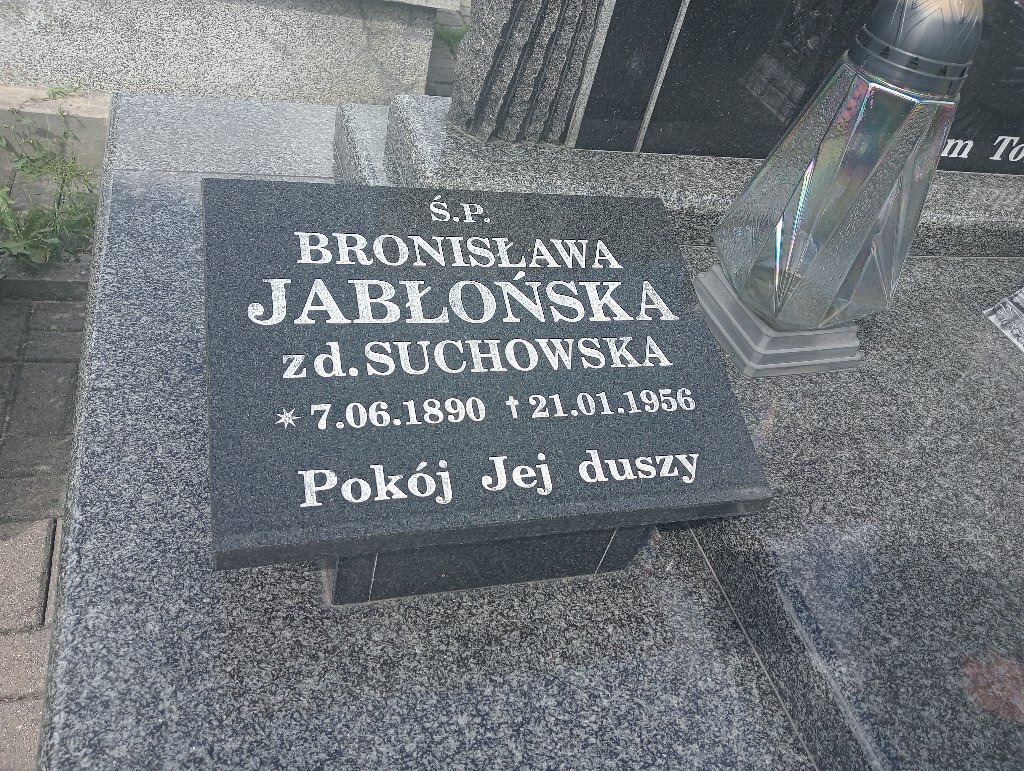 Ś.P.
BRONISŁAWA
JABŁOŃSKA
zd. SUCHOWSKA
* 7.06.1890 † 21.01.1956
Pokój Jej duszy